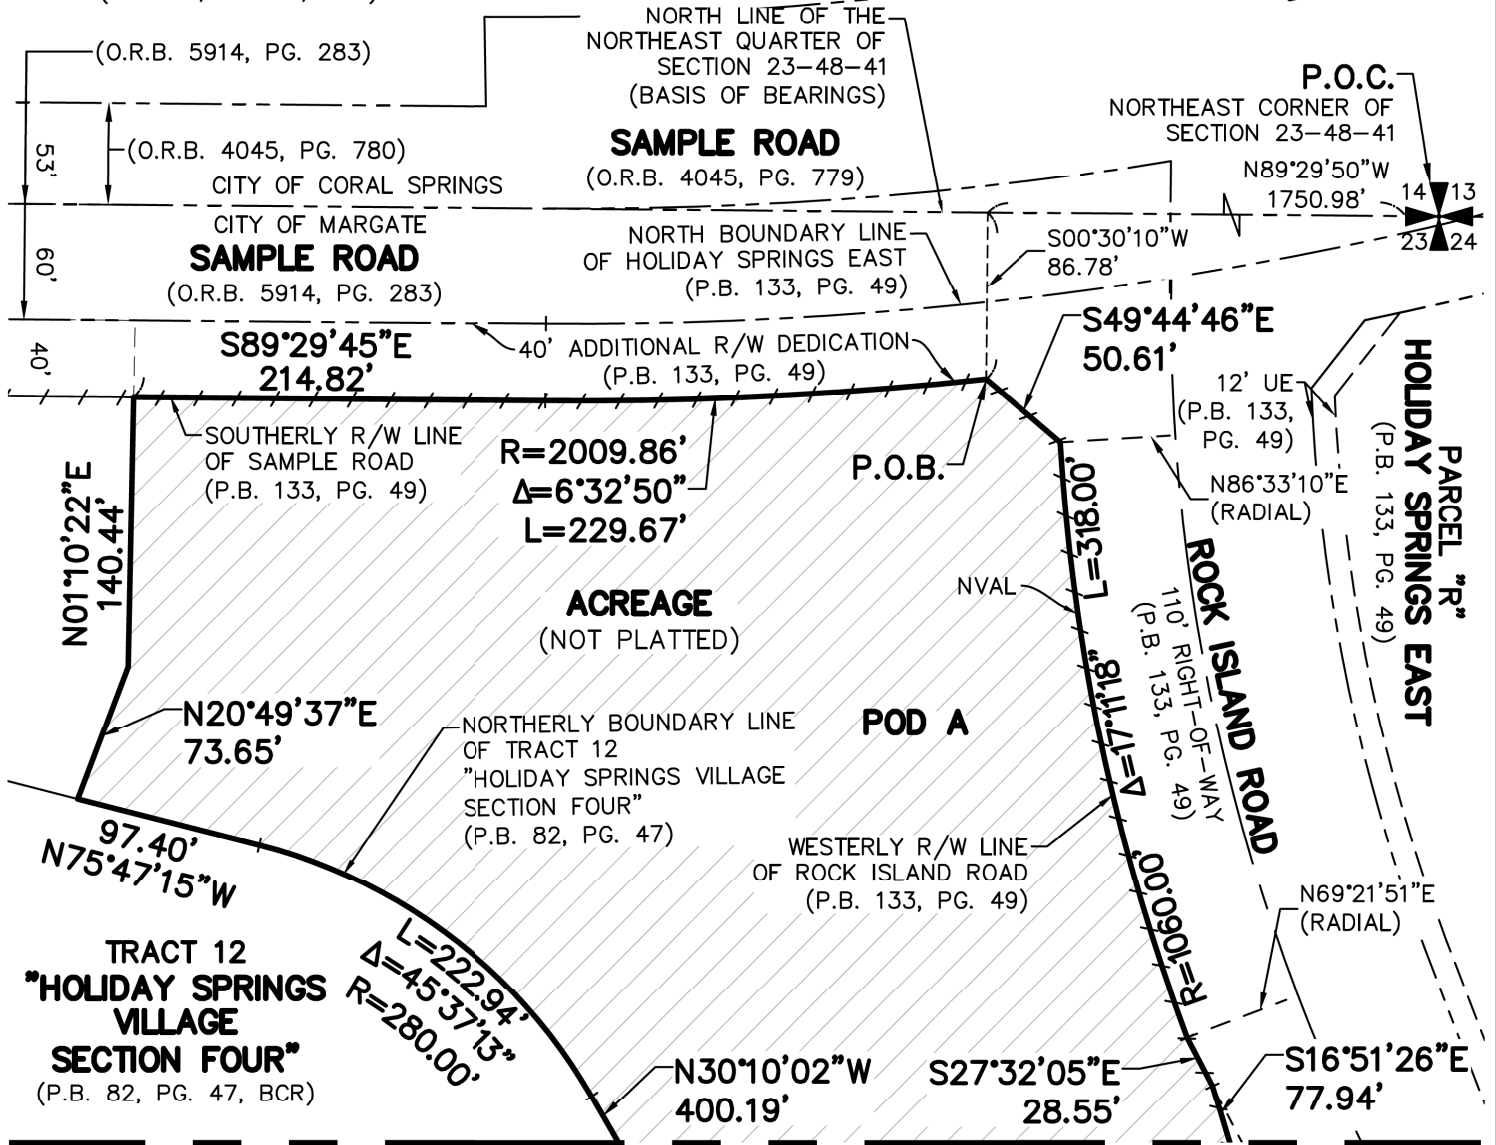 (O.R.B. 5914, PG. 283)
NORTH LINE OF THE
NORTHEAST QUARTER OF
SECTION 23-48-41
(BASIS OF BEARINGS)
P.O.C.
NORTHEAST CORNER OF
SECTION 23-48-41
53'
(O.R.B. 4045, PG. 780)
CITY OF CORAL SPRINGS
SAMPLE ROAD
(O.R.B. 4045, PG. 779)
N89°29'50"W
1750.98'
14
13
23
24
CITY OF MARGATE
SAMPLE ROAD
(O.R.B. 5914, PG. 283)
60'
NORTH BOUNDARY LINE
OF HOLIDAY SPRINGS EAST
(P.B. 133, PG. 49)
S00°30'10"W
86.78'
40'
S89°29'45"E
214.82'
40' ADDITIONAL R/W DEDICATION
(P.B. 133, PG. 49)
S49°44'46"E
50.61'
12' UE
(P.B. 133,
PG. 49)
PARCEL "R"
HOLIDAY SPRINGS EAST
(P.B. 133, PG. 49)
SOUTHERLY R/W LINE
OF SAMPLE ROAD
(P.B. 133, PG. 49)
R=2009.86'
Δ=6°32'50"
L=229.67'
P.O.B.
N86°33'10"E
(RADIAL)
N01°10'22"E
140.44'
L=318.00'
Δ=17°11'18"
R=1060.00'
NVAL
ROCK ISLAND ROAD
110' RIGHT-OF-WAY
(P.B. 133, PG. 49)
ACREAGE
(NOT PLATTED)
N20°49'37"E
73.65'
NORTHERLY BOUNDARY LINE
OF TRACT 12
"HOLIDAY SPRINGS VILLAGE
SECTION FOUR"
(P.B. 82, PG. 47)
POD A
WESTERLY R/W LINE
OF ROCK ISLAND ROAD
(P.B. 133, PG. 49)
97.40'
N75°47'15"W
N69°21'51"E
(RADIAL)
L=222.94'
Δ=45°37'13"
R=280.00'
TRACT 12
"HOLIDAY SPRINGS
VILLAGE
SECTION FOUR"
(P.B. 82, PG. 47, BCR)
N30°10'02"W
400.19'
S27°32'05"E
28.55'
S16°51'26"E
77.94'